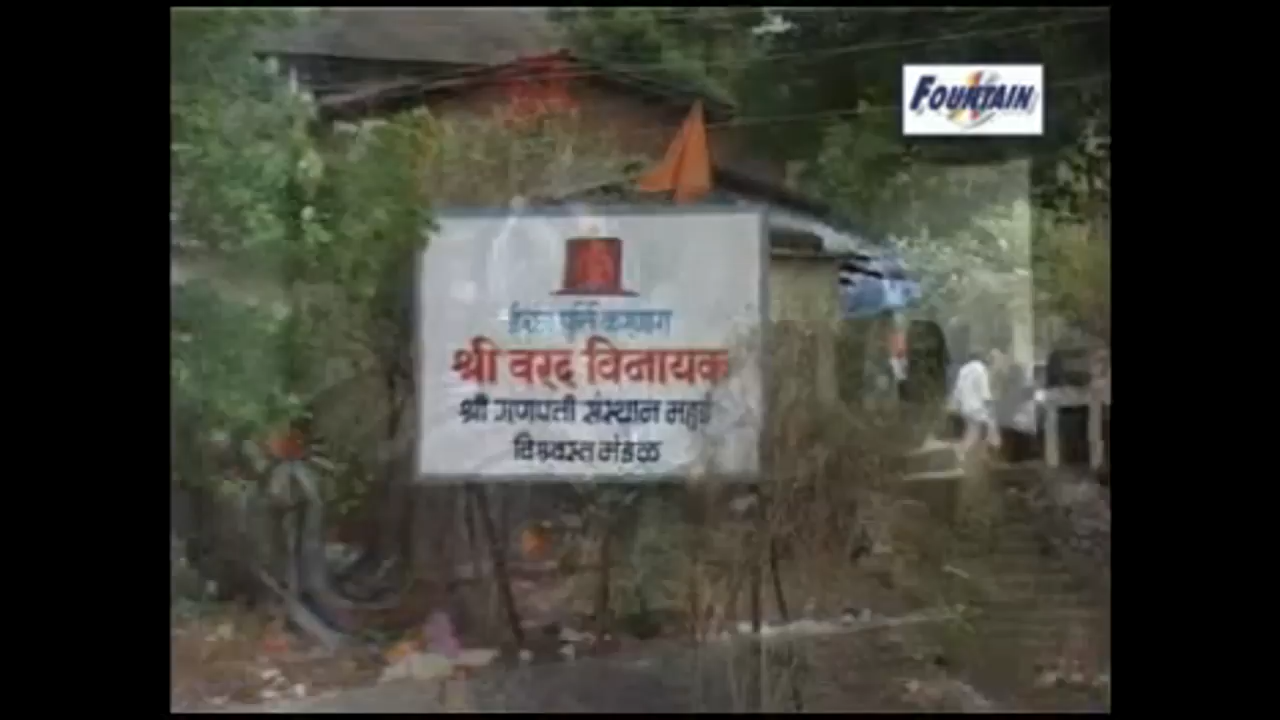 FOUNTAIN
श्री वरद विनायक
श्री गणपती संस्थान महड
विश्वस्त मंडळ